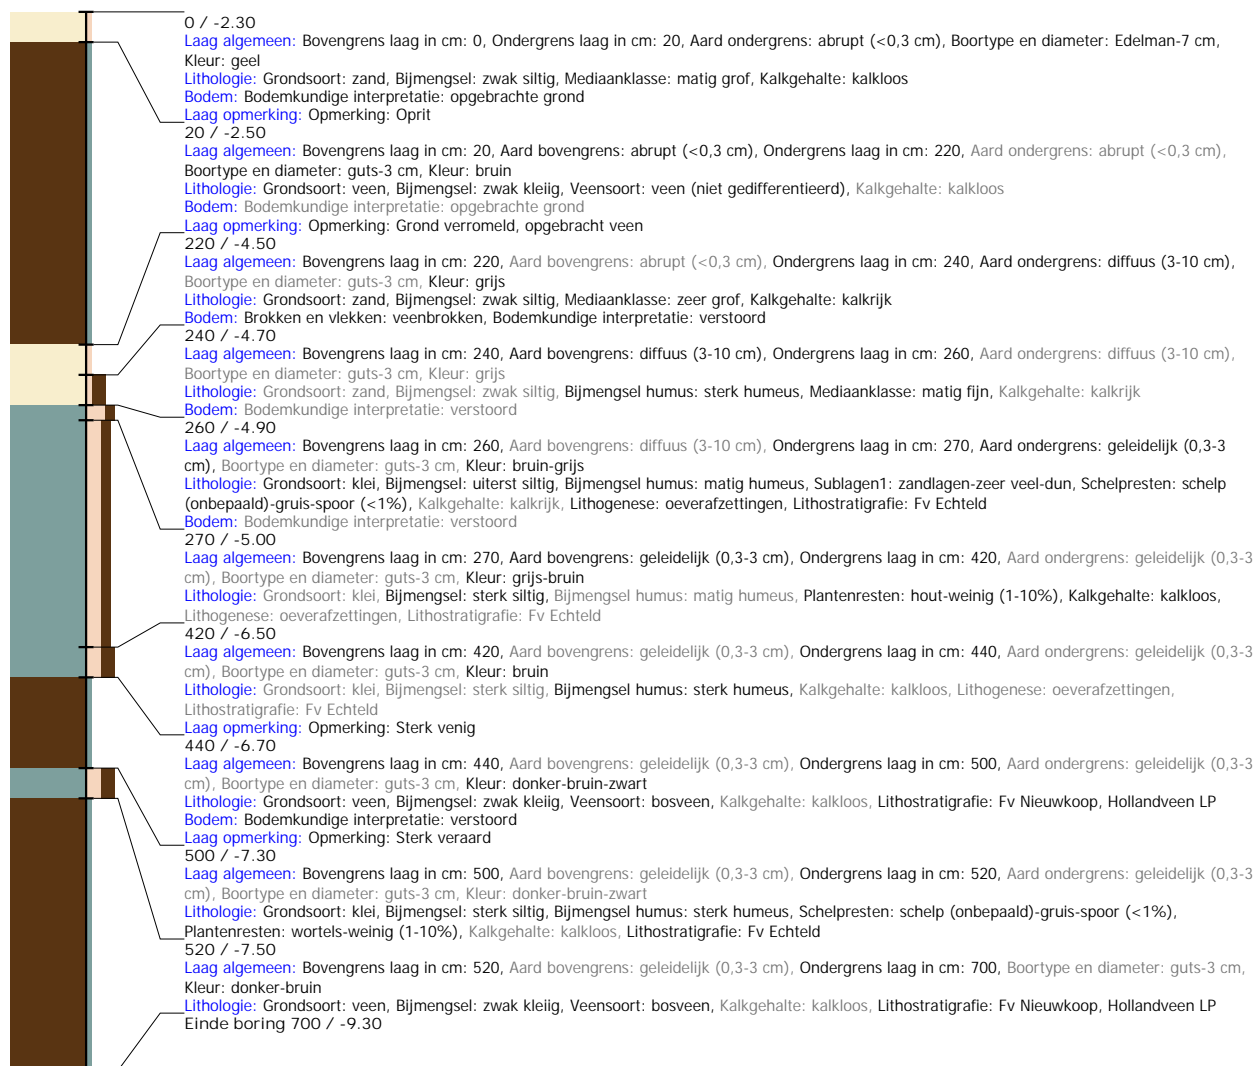 0 / -2.30
Laag algemeen: Bovengrens laag in cm: 0, Ondergrens laag in cm: 20, Aard ondergrens: abrupt (<0,3 cm), Boortype en diameter: Edelman-7 cm,
Kleur: geel
Lithologie: Grondsoort: zand, Bijmengsel: zwak siltig, Mediaanklasse: matig grof, Kalkgehalte: kalkloos
Bodem: Bodemkundige interpretatie: opgebrachte grond
Laag opmerking: Opmerking: Oprit
20 / -2.50
Laag algemeen: Bovengrens laag in cm: 20, Aard bovengrens: abrupt (<0,3 cm), Ondergrens laag in cm: 220, Aard ondergrens: abrupt (<0,3 cm),
Boortype en diameter: guts-3 cm, Kleur: bruin
Lithologie: Grondsoort: veen, Bijmengsel: zwak kleiig, Veensoort: veen (niet gedifferentieerd), Kalkgehalte: kalkloos
Bodem: Bodemkundige interpretatie: opgebrachte grond
Laag opmerking: Opmerking: Grond verromeld, opgebracht veen
220 / -4.50
Laag algemeen: Bovengrens laag in cm: 220, Aard bovengrens: abrupt (<0,3 cm), Ondergrens laag in cm: 240, Aard ondergrens: diffuus (3-10 cm),
Boortype en diameter: guts-3 cm, Kleur: grijs
Lithologie: Grondsoort: zand, Bijmengsel: zwak siltig, Mediaanklasse: zeer grof, Kalkgehalte: kalkrijk
Bodem: Brokken en vlekken: veenbrokken, Bodemkundige interpretatie: verstoord
240 / -4.70
Laag algemeen: Bovengrens laag in cm: 240, Aard bovengrens: diffuus (3-10 cm), Ondergrens laag in cm: 260, Aard ondergrens: diffuus (3-10 cm),
Boortype en diameter: guts-3 cm, Kleur: grijs
Lithologie: Grondsoort: zand, Bijmengsel: zwak siltig, Bijmengsel humus: sterk humeus, Mediaanklasse: matig fijn, Kalkgehalte: kalkrijk
Bodem: Bodemkundige interpretatie: verstoord
260 / -4.90
Laag algemeen: Bovengrens laag in cm: 260, Aard bovengrens: diffuus (3-10 cm), Ondergrens laag in cm: 270, Aard ondergrens: geleidelijk (0,3-3
cm), Boortype en diameter: guts-3 cm, Kleur: bruin-grijs
Lithologie: Grondsoort: klei, Bijmengsel: uiterst siltig, Bijmengsel humus: matig humeus, Sublagen1: zandlagen-zeer veel-dun, Schelpresten: schelp
(onbepaald)-gruis-spoor (<1%), Kalkgehalte: kalkrijk, Lithogenese: oeverafzettingen, Lithostratigrafie: Fv Echteld
Bodem: Bodemkundige interpretatie: verstoord
270 / -5.00
Laag algemeen: Bovengrens laag in cm: 270, Aard bovengrens: geleidelijk (0,3-3 cm), Ondergrens laag in cm: 420, Aard ondergrens: geleidelijk (0,3-3
cm), Boortype en diameter: guts-3 cm, Kleur: grijs-bruin
Lithologie: Grondsoort: klei, Bijmengsel: sterk siltig, Bijmengsel humus: matig humeus, Plantenresten: hout-weinig (1-10%), Kalkgehalte: kalkloos,
Lithogenese: oeverafzettingen, Lithostratigrafie: Fv Echteld
420 / -6.50
Laag algemeen: Bovengrens laag in cm: 420, Aard bovengrens: geleidelijk (0,3-3 cm), Ondergrens laag in cm: 440, Aard ondergrens: geleidelijk (0,3-3
cm), Boortype en diameter: guts-3 cm, Kleur: bruin
Lithologie: Grondsoort: klei, Bijmengsel: sterk siltig, Bijmengsel humus: sterk humeus, Kalkgehalte: kalkloos, Lithogenese: oeverafzettingen,
Lithostratigrafie: Fv Echteld
Laag opmerking: Opmerking: Sterk venig
440 / -6.70
Laag algemeen: Bovengrens laag in cm: 440, Aard bovengrens: geleidelijk (0,3-3 cm), Ondergrens laag in cm: 500, Aard ondergrens: geleidelijk (0,3-3
cm), Boortype en diameter: guts-3 cm, Kleur: donker-bruin-zwart
Lithologie: Grondsoort: veen, Bijmengsel: zwak kleiig, Veensoort: bosveen, Kalkgehalte: kalkloos, Lithostratigrafie: Fv Nieuwkoop, Hollandveen LP
Bodem: Bodemkundige interpretatie: verstoord
Laag opmerking: Opmerking: Sterk veraard
500 / -7.30
Laag algemeen: Bovengrens laag in cm: 500, Aard bovengrens: geleidelijk (0,3-3 cm), Ondergrens laag in cm: 520, Aard ondergrens: geleidelijk (0,3-3
cm), Boortype en diameter: guts-3 cm, Kleur: donker-bruin-zwart
Lithologie: Grondsoort: klei, Bijmengsel: sterk siltig, Bijmengsel humus: sterk humeus, Schelpresten: schelp (onbepaald)-gruis-spoor (<1%),
Plantenresten: wortels-weinig (1-10%), Kalkgehalte: kalkloos, Lithostratigrafie: Fv Echteld
520 / -7.50
Laag algemeen: Bovengrens laag in cm: 520, Aard bovengrens: geleidelijk (0,3-3 cm), Ondergrens laag in cm: 700, Boortype en diameter: guts-3 cm,
Kleur: donker-bruin
Lithologie: Grondsoort: veen, Bijmengsel: zwak kleiig, Veensoort: bosveen, Kalkgehalte: kalkloos, Lithostratigrafie: Fv Nieuwkoop, Hollandveen LP
Einde boring 700 / -9.30